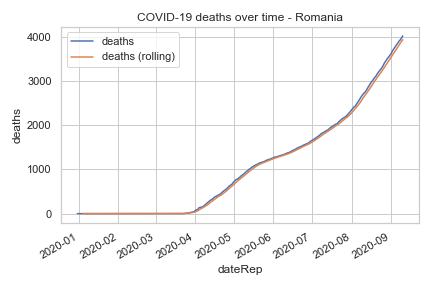 COVID-19 deaths over time - Romania
deaths
deaths (rolling)
4000
3000
2000
1000
0
deaths
2020-01
2020-02
2020-03
2020-04
2020-05
2020-06
2020-07
2020-08
2020-09
dateRep